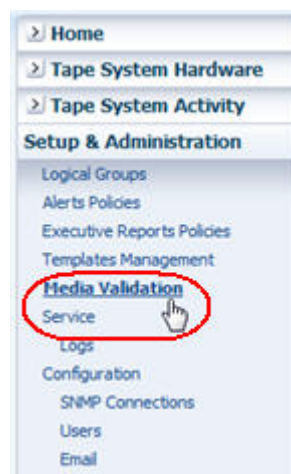 Home
Tape System Hardware
Tape System Activity
Setup & Administration
Logical Groups
Alerts Policies
Executive Reports Policies
Templates Management
Media Validation
Service
Logs
Configuration
SNMP Connections
Users
Email